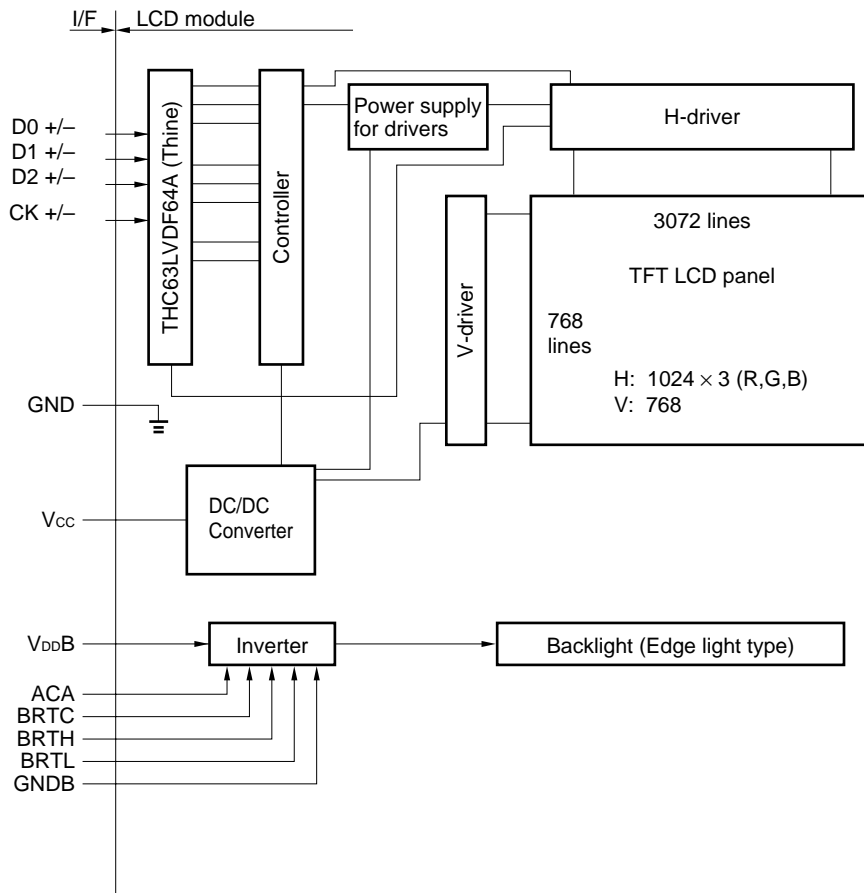 I/F
LCD module
D0 +/–
D1 +/–
D2 +/–
CK +/–
THC63LVDF64A (Thine)
Controller
Power supply
for drivers
H-driver
V-driver
3072 lines
TFT LCD panel
768
lines
H: 1024 × 3 (R,G,B)
V: 768
GND
VCC
DC/DC
Converter
VDDB
Inverter
Backlight (Edge light type)
ACA
BRTC
BRTH
BRTL
GNDB